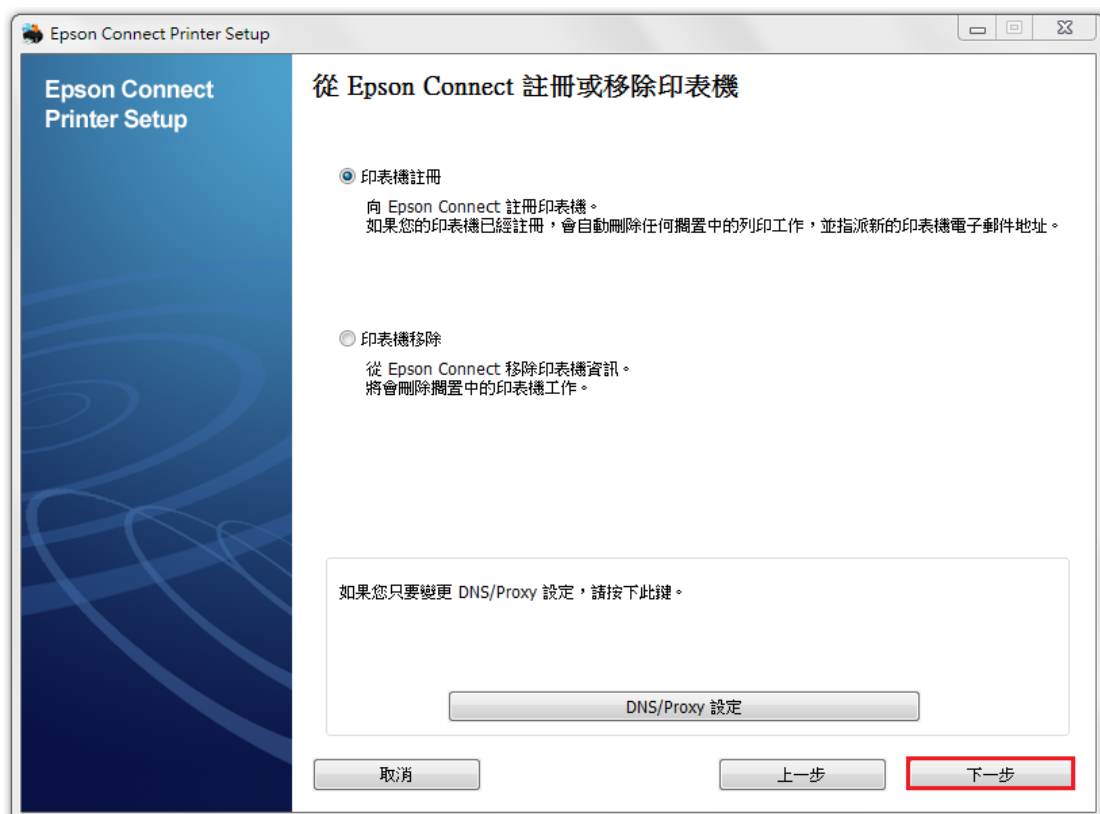 Epson Connect Printer Setup
Epson Connect
Printer Setup
從 Epson Connect 註冊或移除印表機
印表機註冊
向 Epson Connect 註冊印表機。
如果您的印表機已經註冊，會自動刪除任何擱置中的列印工作，並指派新的印表機電子郵件地址。
印表機移除
從 Epson Connect 移除印表機資訊。
將會刪除擱置中的印表機工作。
如果您只要變更 DNS/Proxy 設定，請按下此鍵。
DNS/Proxy 設定
取消
上一步
下一步